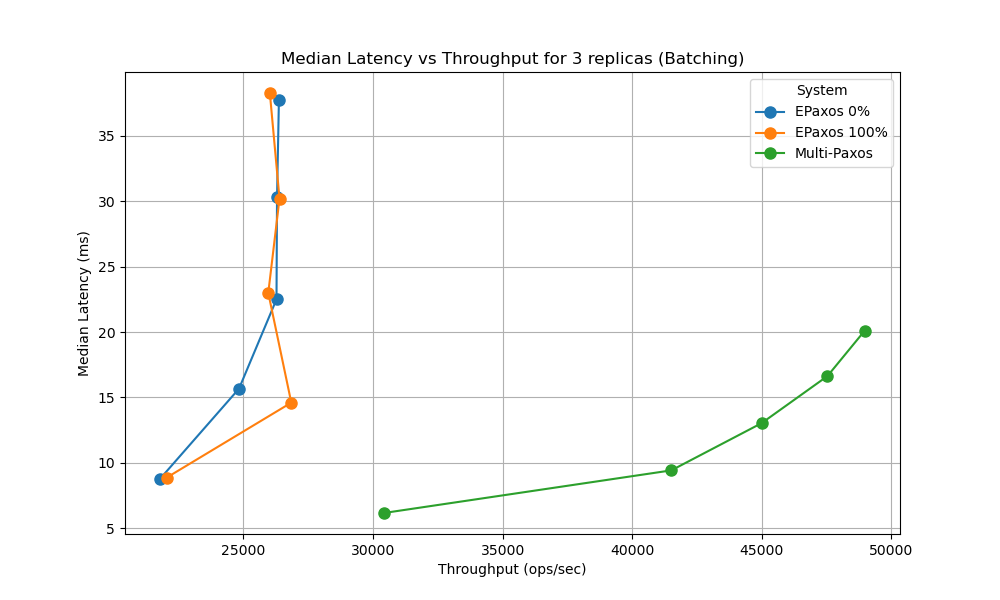 Median Latency vs Throughput for 3 replicas (Batching)
System
EPaxos 0%
EPaxos 100%
Multi-Paxos
Median Latency (ms)
35
30
25
20
15
10
5
25000
30000
35000
40000
45000
50000
Throughput (ops/sec)